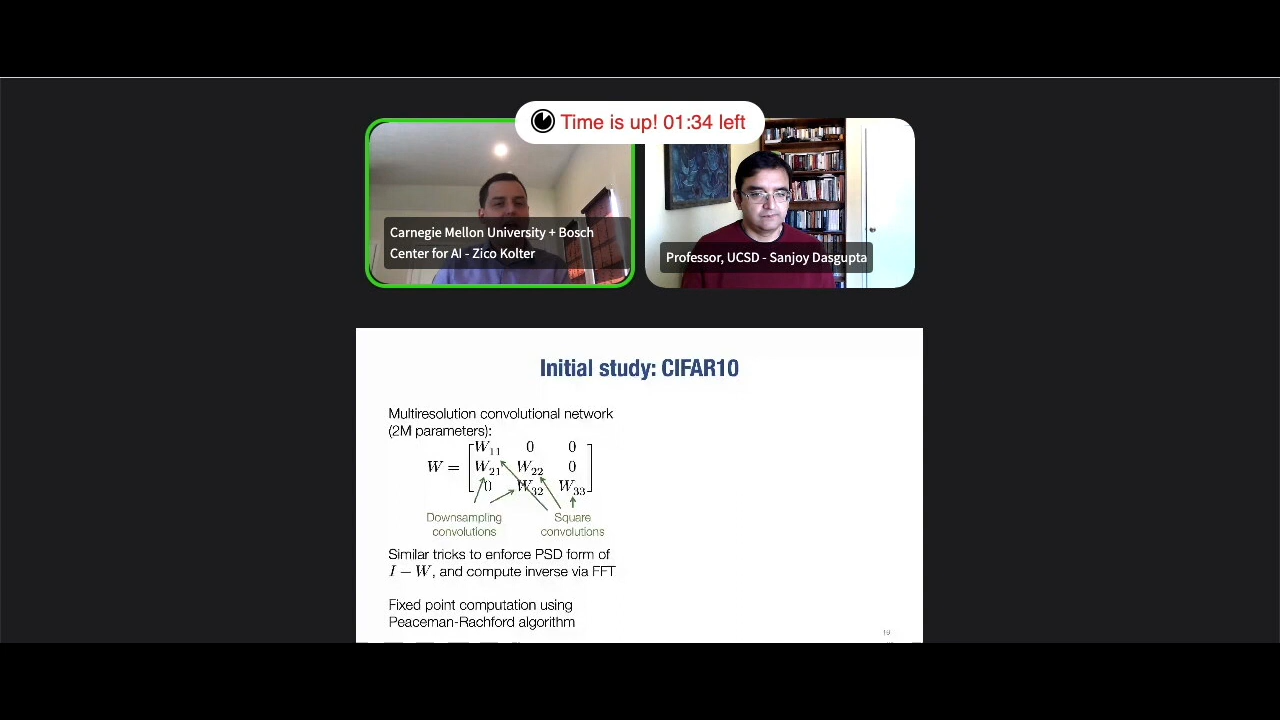 Time is up! 01:34 left
Carnegie Mellon University + Bosch
Center for AI - Zico Kolter
Professor, UCSD - Sanjoy Dasgupta
Initial study: CIFAR10
Multiresolution convolutional network
(2M parameters):
W₁₁ 0 0
W = W₂₁ W₂₂ 0
0 W₃₂ W₃₃
Downsampling
convolutions
Square
convolutions
Similar tricks to enforce PSD form of
I − W, and compute inverse via FFT
Fixed point computation using
Peaceman-Rachford algorithm
19